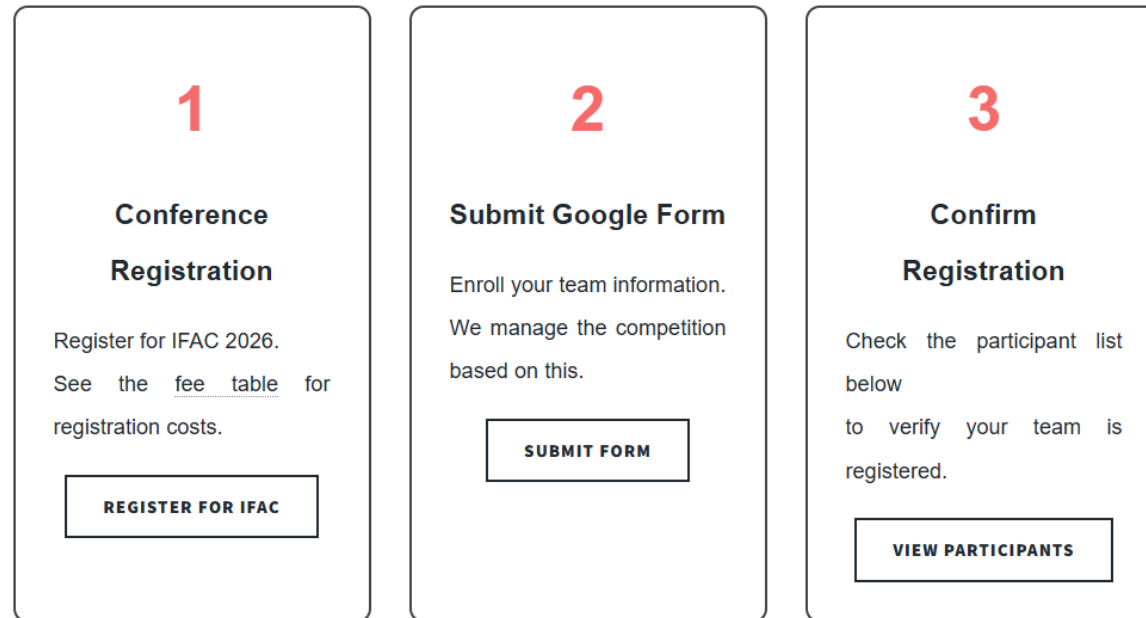 1
Conference
Registration
Register for IFAC 2026.
See the fee table for
registration costs.
REGISTER FOR IFAC
2
Submit Google Form
Enroll your team information.
We manage the competition
based on this.
SUBMIT FORM
3
Confirm
Registration
Check the participant list
below
to verify your team is
registered.
VIEW PARTICIPANTS